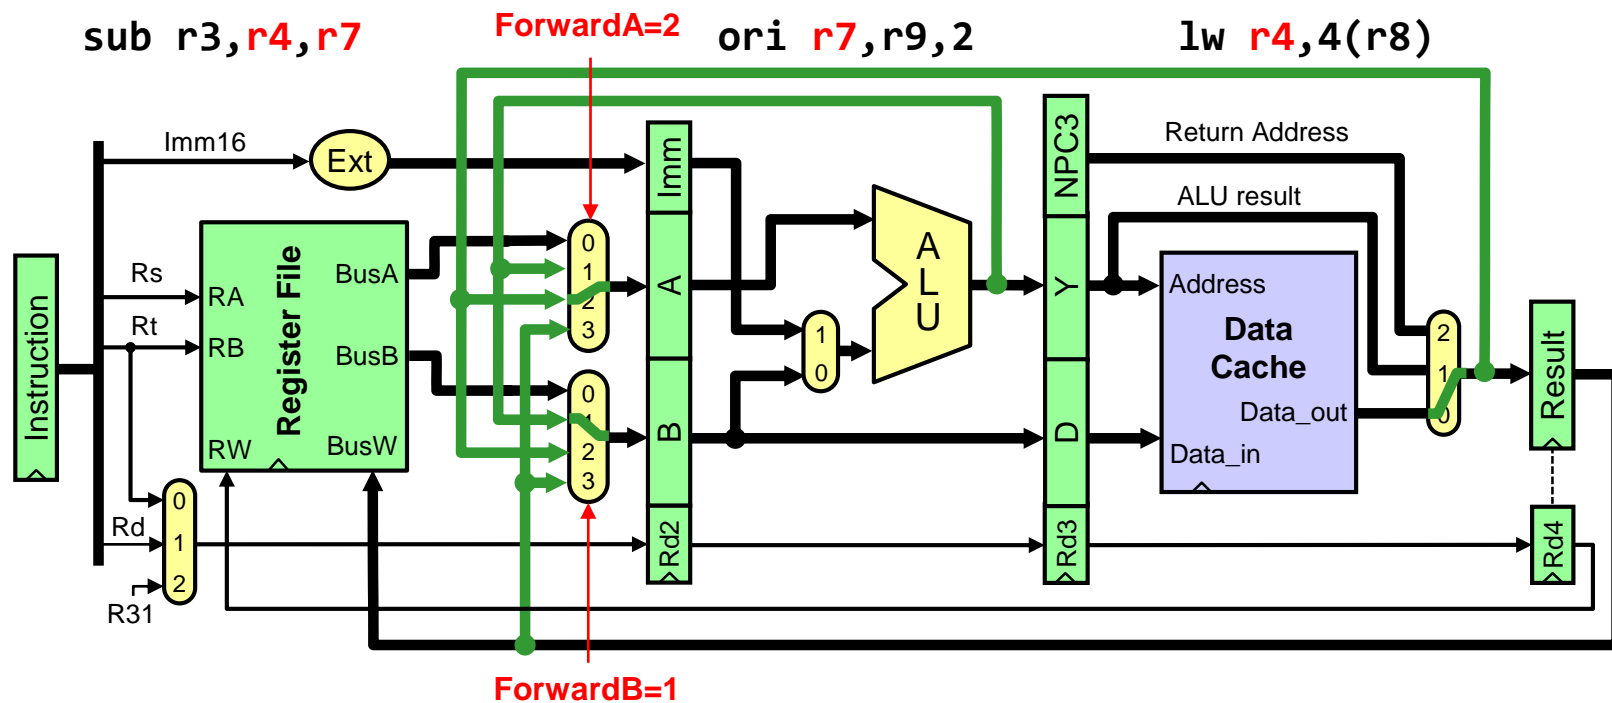 sub r3,r4,r7
ForwardA=2
ori r7,r9,2
lw r4,4(r8)
Imm16
Ext
Imm
NPC3
Return Address
ALU result
Instruction
Rs
Rt
RA
RB
RW
Register File
BusA
BusB
BusW
0
1
2
3
0
1
2
3
A
B
Rd2
1
0
ALU
Y
D
Rd3
Address
Data
Cache
Data_out
Data_in
2
1
0
Result
Rd4
Rd
R31
0
1
2
ForwardB=1